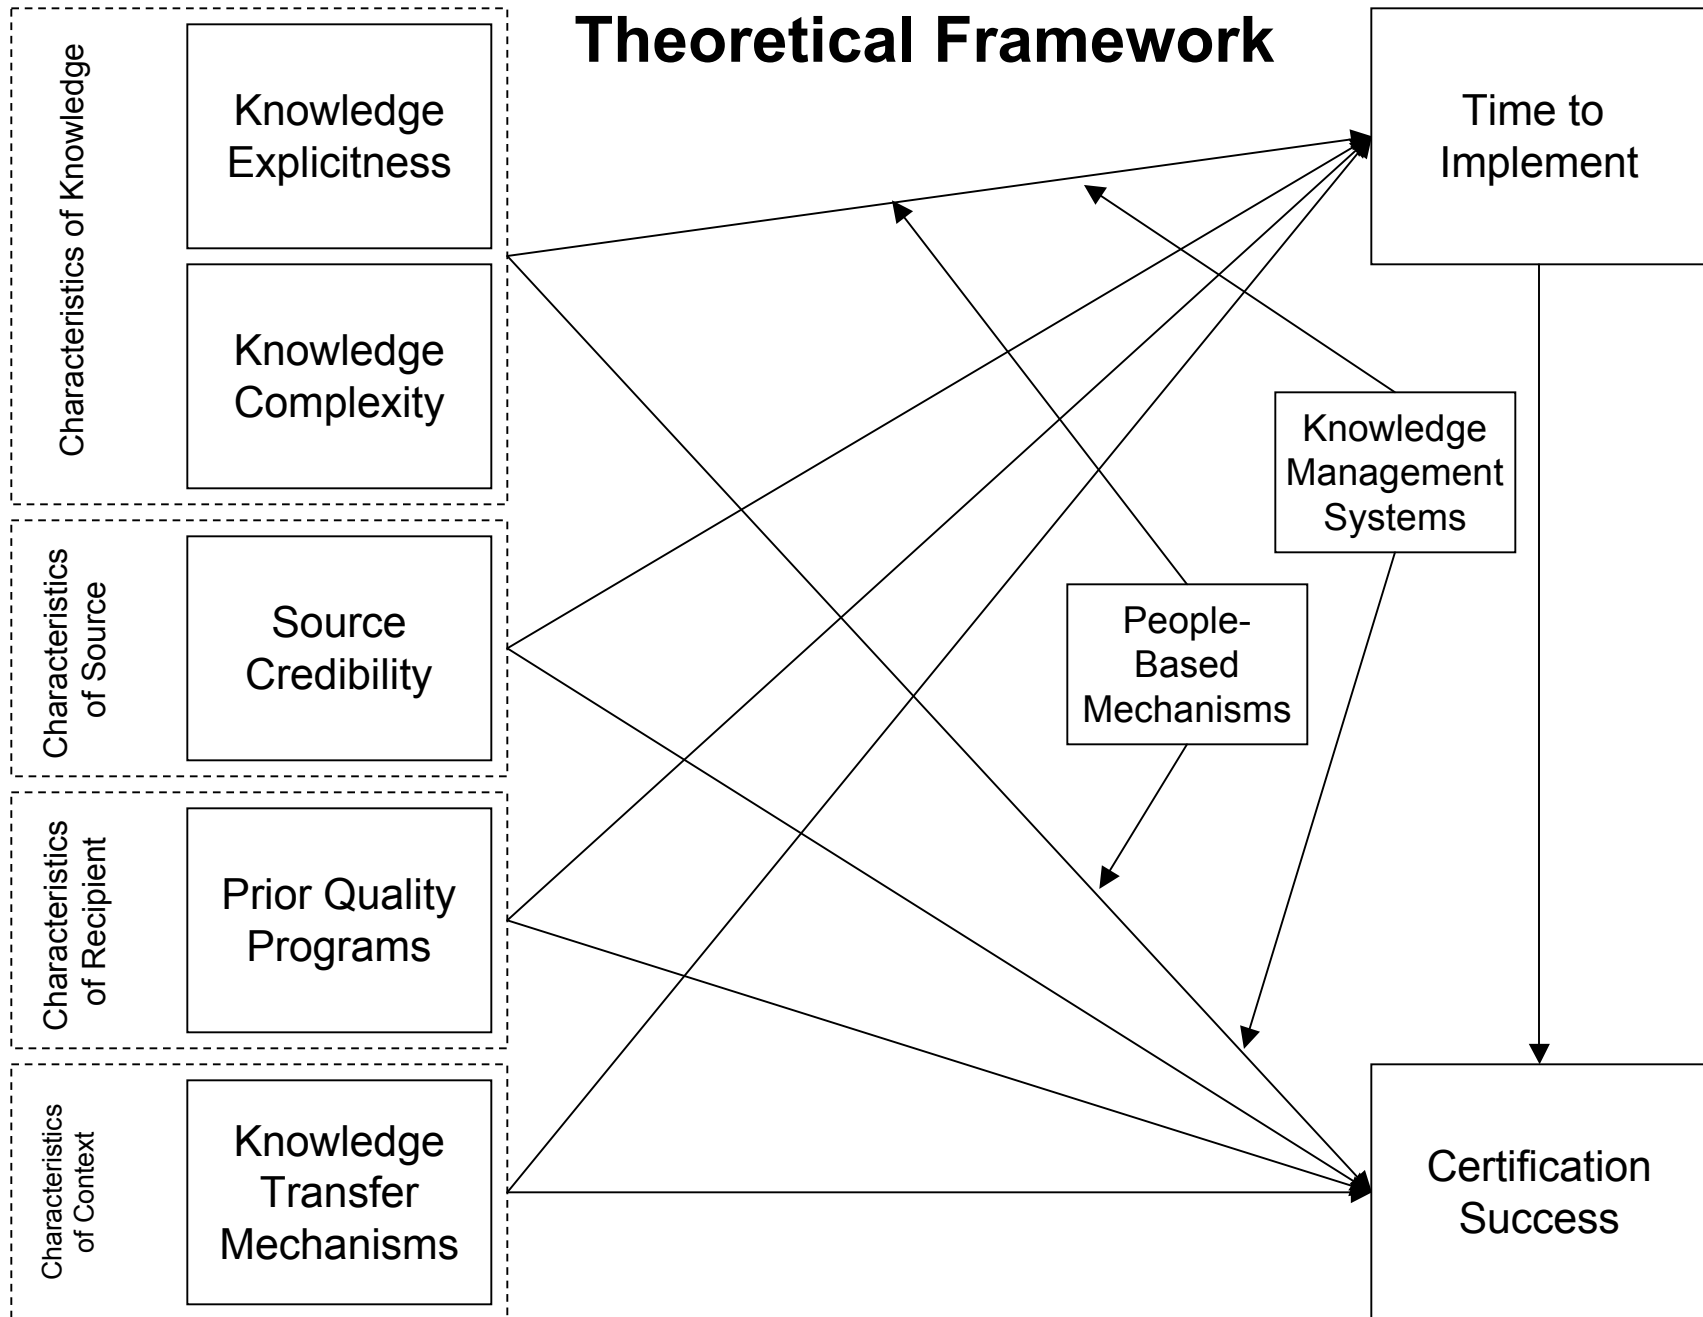 Theoretical Framework
Characteristics of Knowledge
Knowledge
Explicitness
Knowledge
Complexity
Characteristics
of Source
Source
Credibility
Characteristics
of Recipient
Prior Quality
Programs
Characteristics
of Context
Knowledge
Transfer
Mechanisms
People-
Based
Mechanisms
Knowledge
Management
Systems
Time to
Implement
Certification
Success